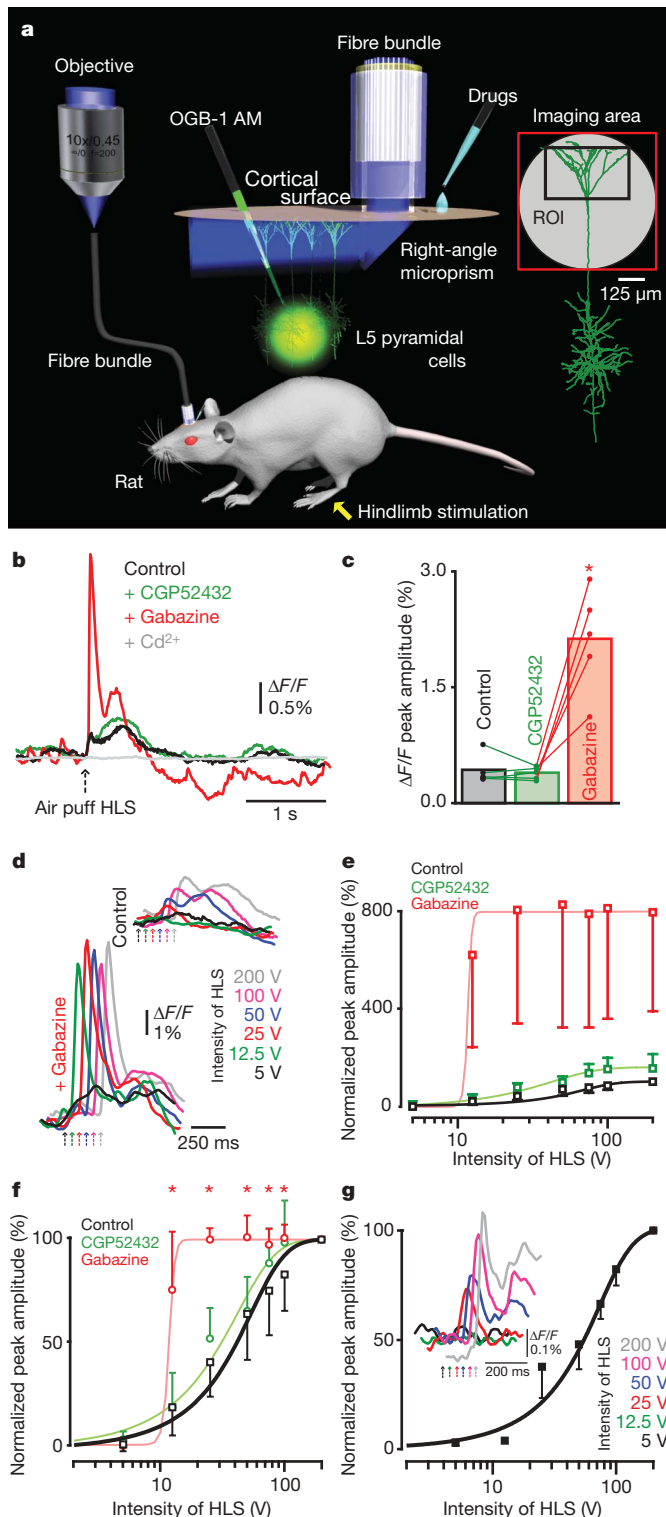 a
Objective
Fibre bundle
OGB-1 AM
Drugs
Imaging area
10x/0.45
Cortical
surface
ROI
Right-angle
microprism
125 µm
Fibre bundle
L5 pyramidal
cells
Rat
Hindlimb stimulation
b
Control
+ CGP52432
+ Gabazine
+ Cd2+
ΔF/F
0.5%
Air puff HLS
1 s
c
*
3.0
1.5
0.0
ΔF/F peak amplitude (%)
Control
CGP52432
Gabazine
d
Control
+ Gabazine
ΔF/F
1%
Intensity of HLS
200 V
100 V
50 V
25 V
12.5 V
5 V
250 ms
e
Control
CGP52432
Gabazine
Normalized peak amplitude (%)
800
400
0
10
100
Intensity of HLS (V)
f
* * * * *
Control
CGP52432
Gabazine
Normalized peak amplitude (%)
100
50
0
10
100
Intensity of HLS (V)
g
Normalized peak amplitude (%)
100
50
0
ΔF/F
0.1%
200 ms
Intensity of HLS
200 V
100 V
50 V
25 V
12.5 V
5 V
10
100
Intensity of HLS (V)